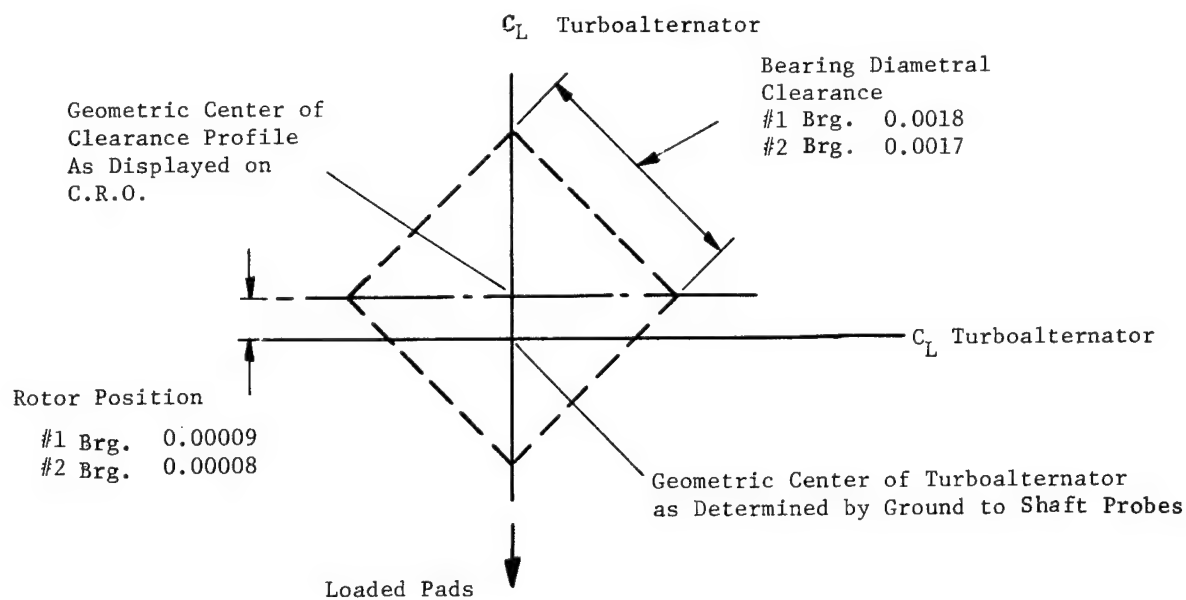 C_L Turboalternator
Bearing Diametral
Clearance
#1 Brg. 0.0018
#2 Brg. 0.0017
Geometric Center of
Clearance Profile
As Displayed on
C.R.O.
C_L Turboalternator
Rotor Position
#1 Brg. 0.00009
#2 Brg. 0.00008
Geometric Center of Turboalternator
as Determined by Ground to Shaft Probes
Loaded Pads